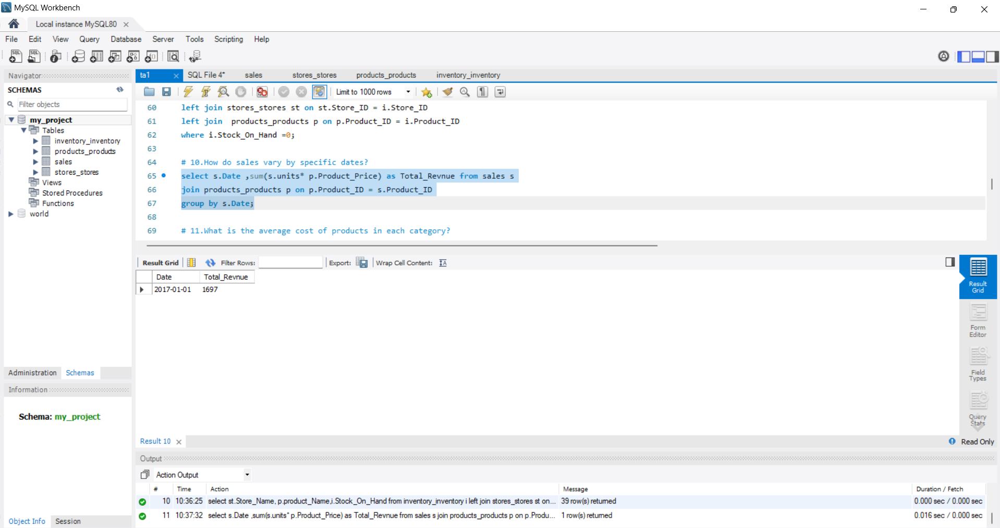 MySQL Workbench
Local instance MySQL80
File Edit View Query Database Server Tools Scripting Help
Navigator
SCHEMAS
Filter objects
my_project
Tables
inventory_inventory
products_products
sales
stores_stores
Views
Stored Procedures
Functions
world
Administration Schemas
Information
Schema: my_project
Object Info Session
ta1 SQL File 4* sales stores_stores products_products inventory_inventory
Limit to 1000 rows
60 left join stores_stores st on st.Store_ID = i.Store_ID
61 left join  products_products p on p.Product_ID = i.Product_ID
62 where i.Stock_On_Hand =0;
63
64 # 10.How do sales vary by specific dates?
65 select s.Date ,sum(s.units* p.Product_Price) as Total_Revnue from sales s
66 join products_products p on p.Product_ID = s.Product_ID
67 group by s.Date;
68
69 # 11.What is the average cost of products in each category?
Result Grid Filter Rows: Export: Wrap Cell Content:
Date Total_Revnue
2017-01-01 1697
Result Grid
Form Editor
Field Types
Query Stats
Result 10 Read Only
Output
Action Output
# Time Action Message Duration / Fetch
10 10:36:25 select st.Store_Name, p.product_Name,i.Stock_On_Hand from inventory_inventory i left join stores_stores st on... 39 row(s) returned 0.000 sec / 0.000 sec
11 10:37:32 select s.Date ,sum(s.units* p.Product_Price) as Total_Revnue from sales s join products_products p on p.Produ... 1 row(s) returned 0.016 sec / 0.000 sec